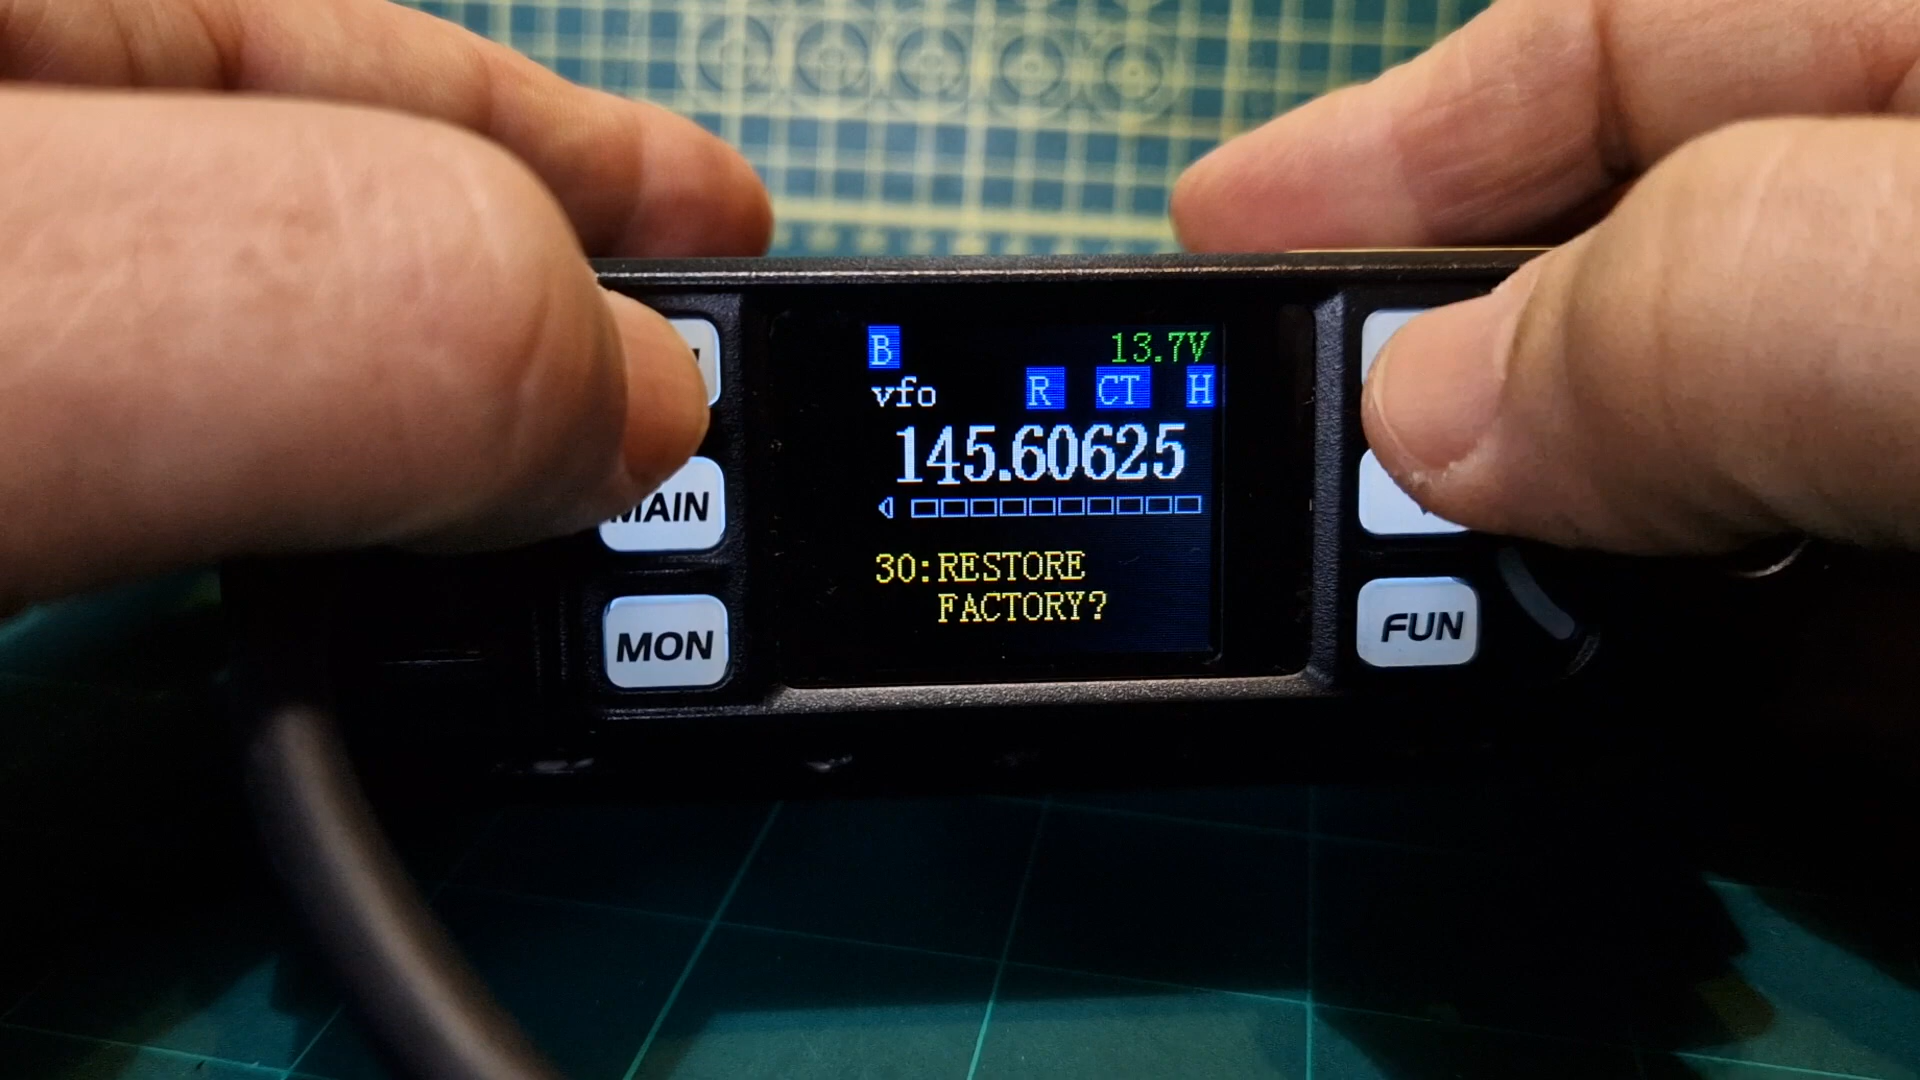 B 13.7V
vfo R CT H
145.60625
30:RESTORE
FACTORY?
MAIN
MON
FUN